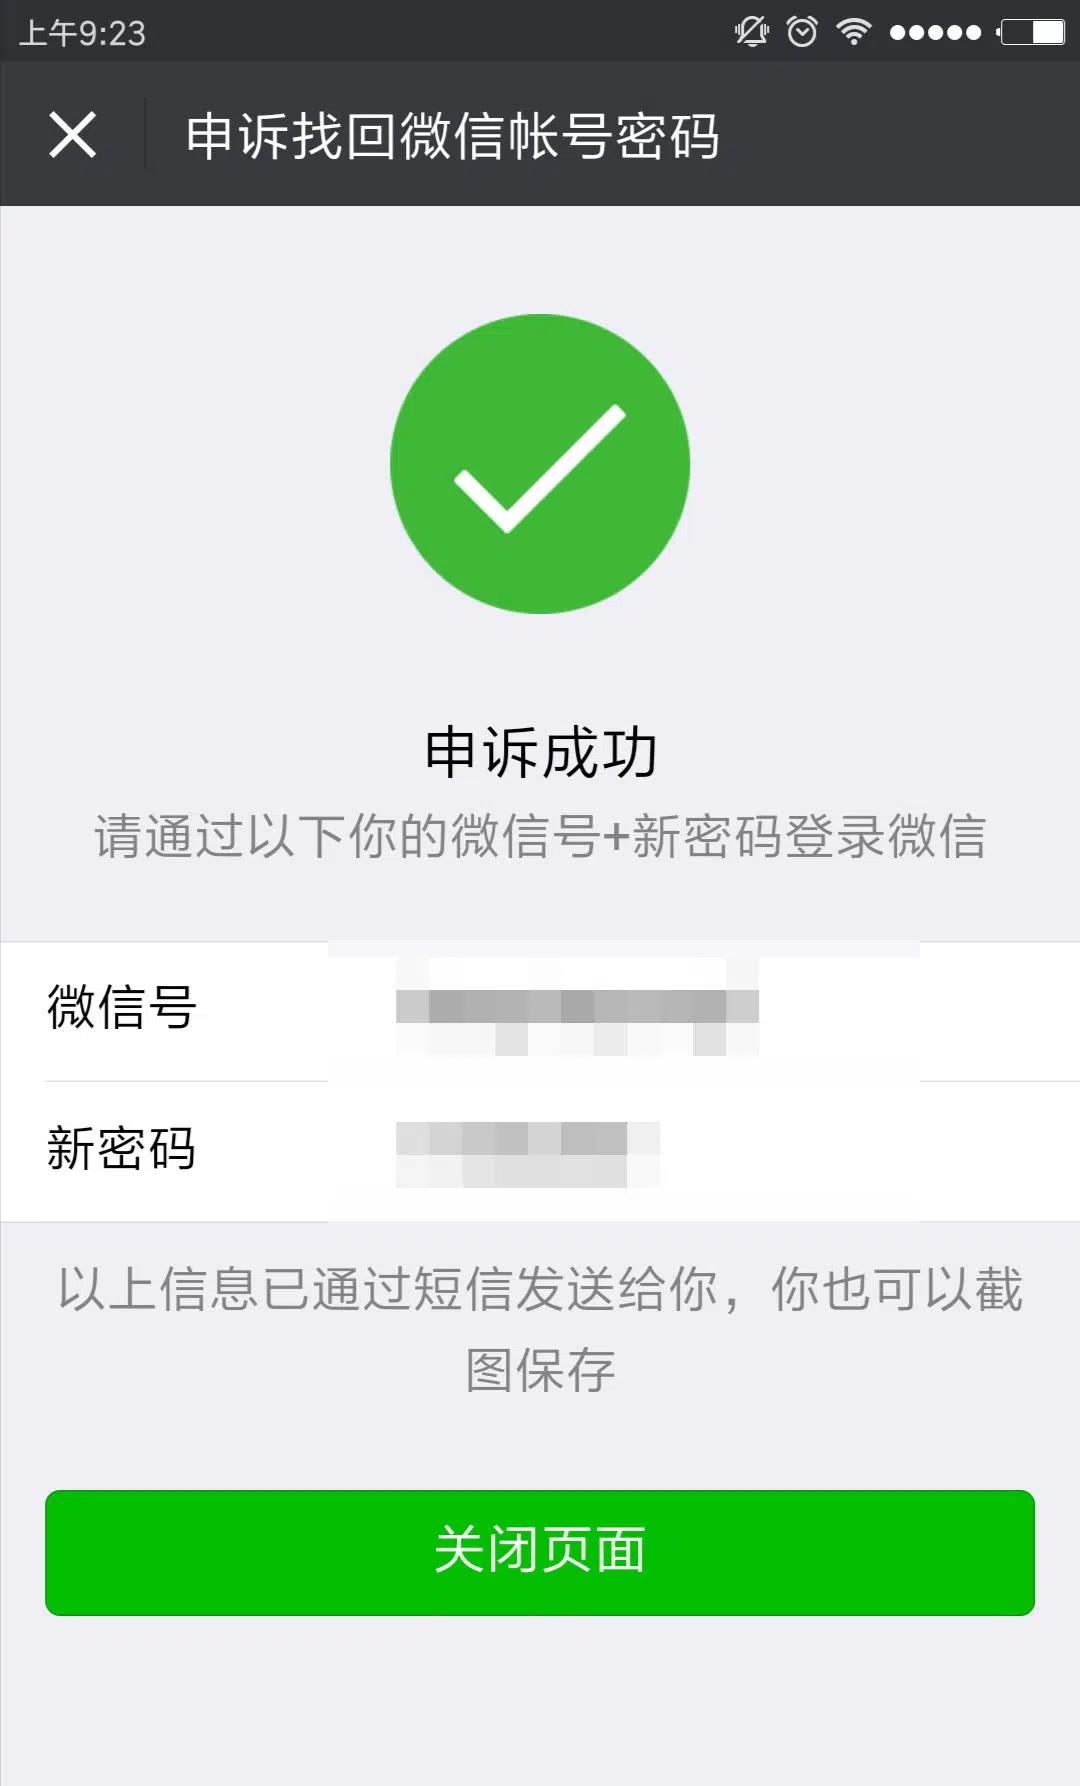 上午9:23
申诉找回微信帐号密码
申诉成功
请通过以下你的微信号+新密码登录微信
微信号
新密码
以上信息已通过短信发送给你，你也可以截
图保存
关闭页面